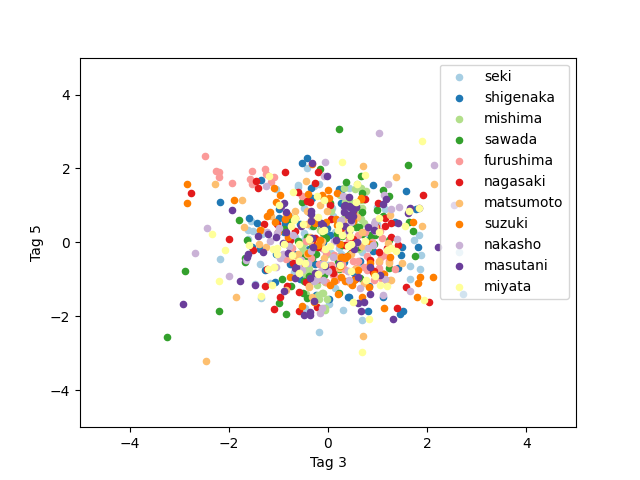 seki
shigenaka
mishima
sawada
furushima
nagasaki
matsumoto
suzuki
nakasho
masutani
miyata
4
2
0
−2
−4
Tag 5
−4
−2
0
2
4
Tag 3